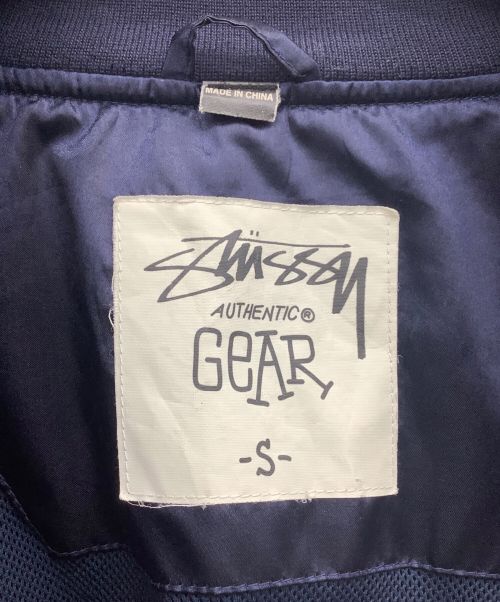 MADE IN CHINA
STÜSSY
AUTHENTIC®
GEAR
-S-